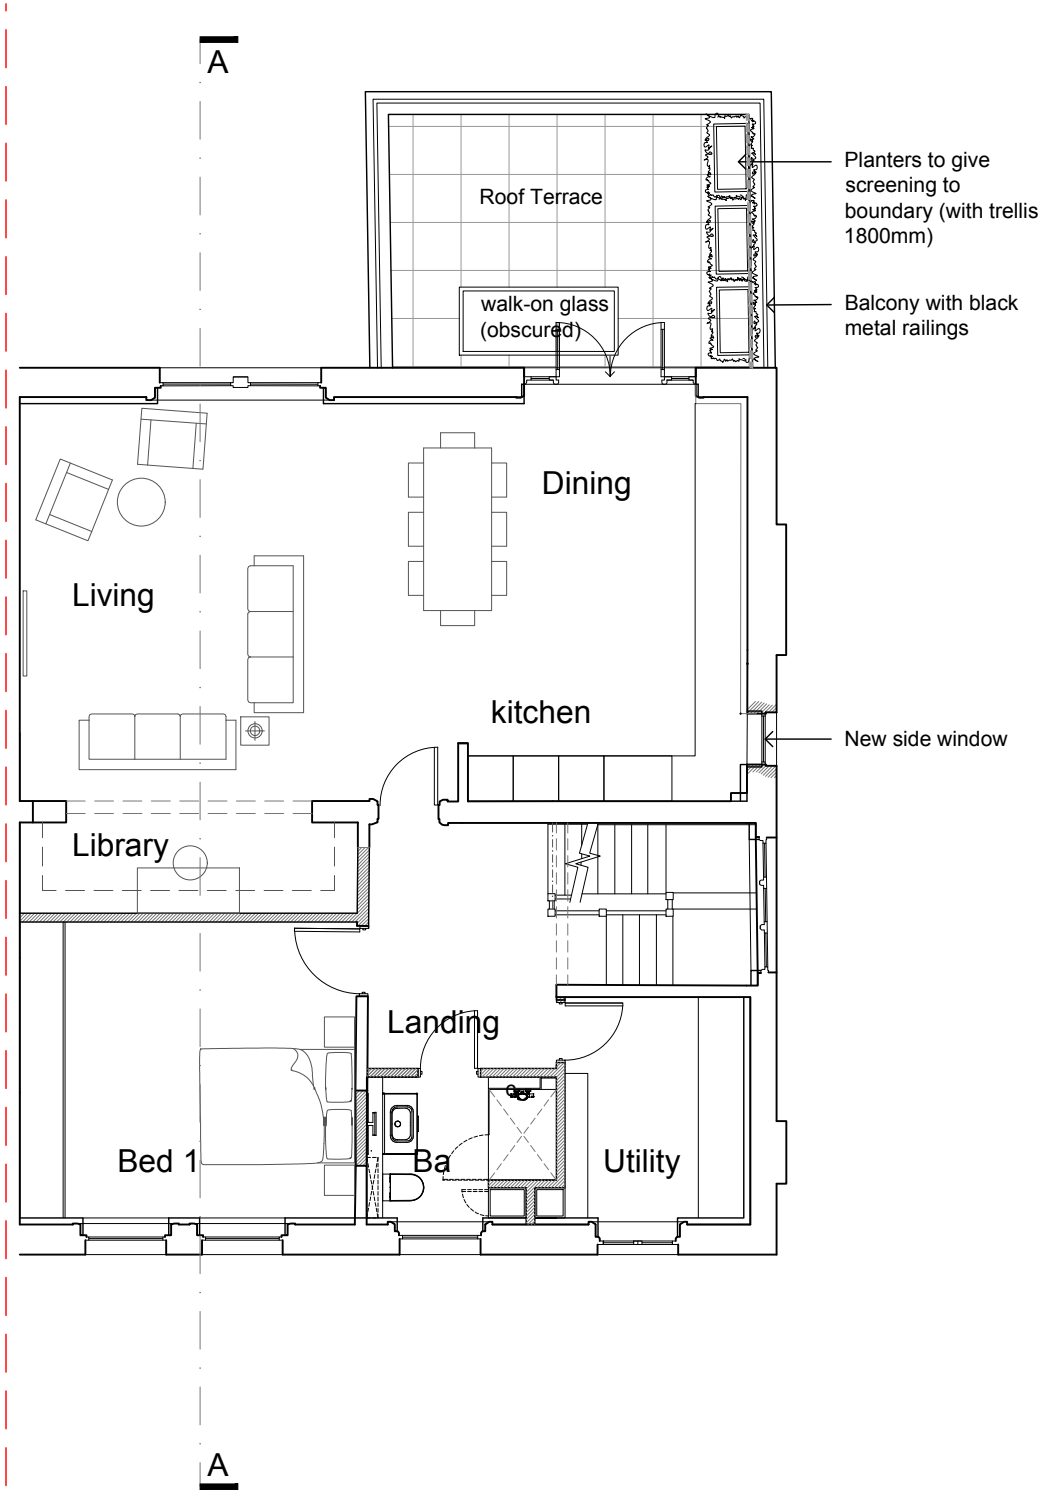 A
Planters to give
screening to
boundary (with trellis
1800mm)
Roof Terrace
walk-on glass
(obscured)
Balcony with black
metal railings
Dining
Living
kitchen
New side window
Library
Landing
Bed 1
Ba
Utility
A